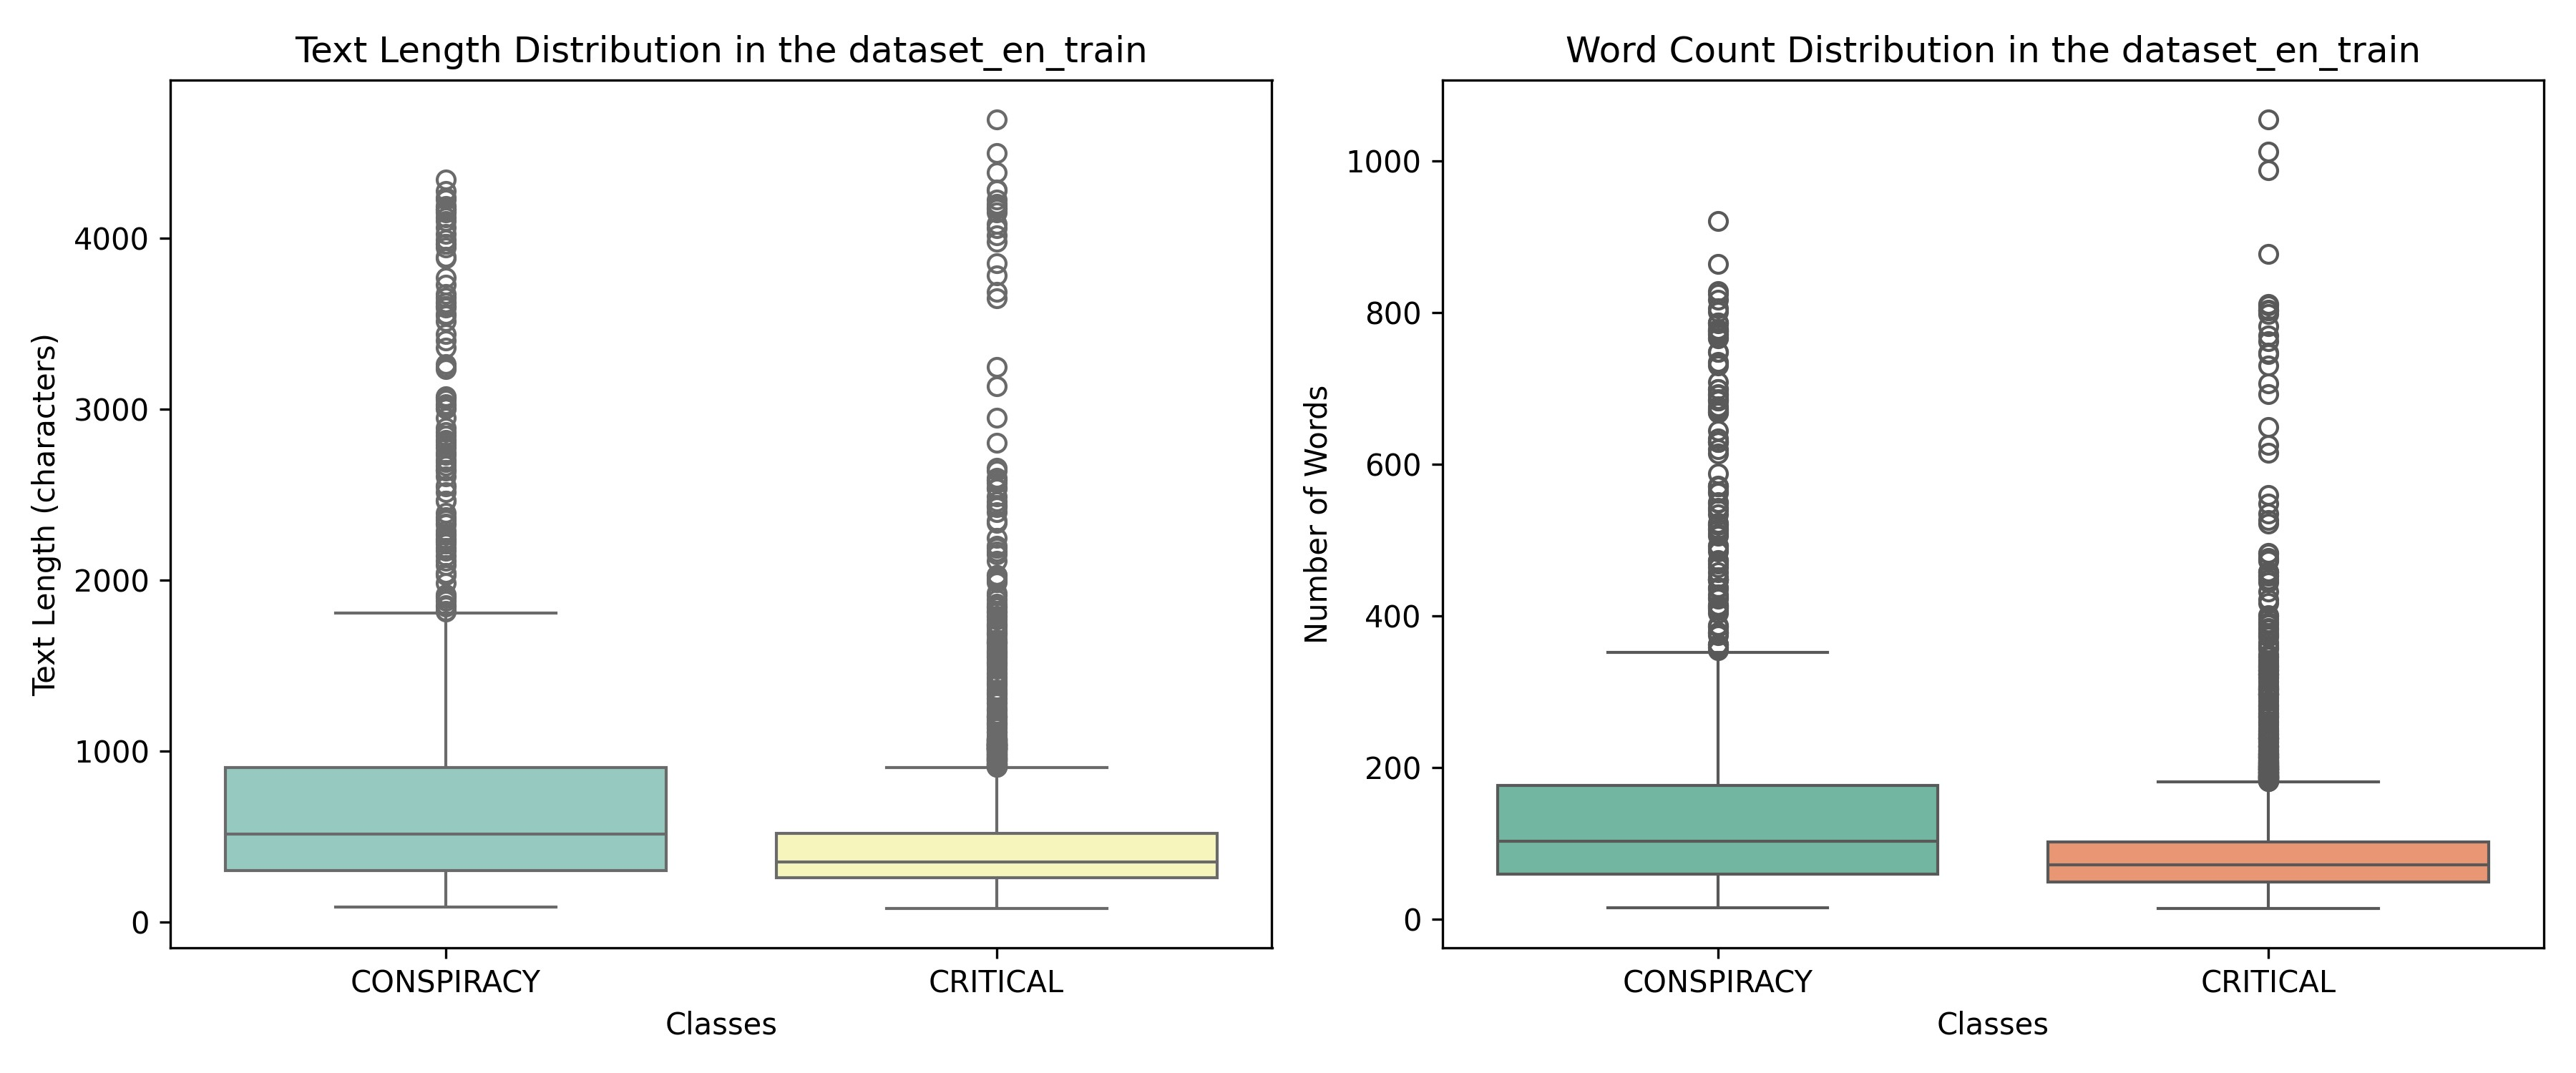 Text Length Distribution in the dataset_en_train
Text Length (characters)
4000
3000
2000
1000
0
CONSPIRACY
CRITICAL
Classes
Word Count Distribution in the dataset_en_train
Number of Words
1000
800
600
400
200
0
CONSPIRACY
CRITICAL
Classes